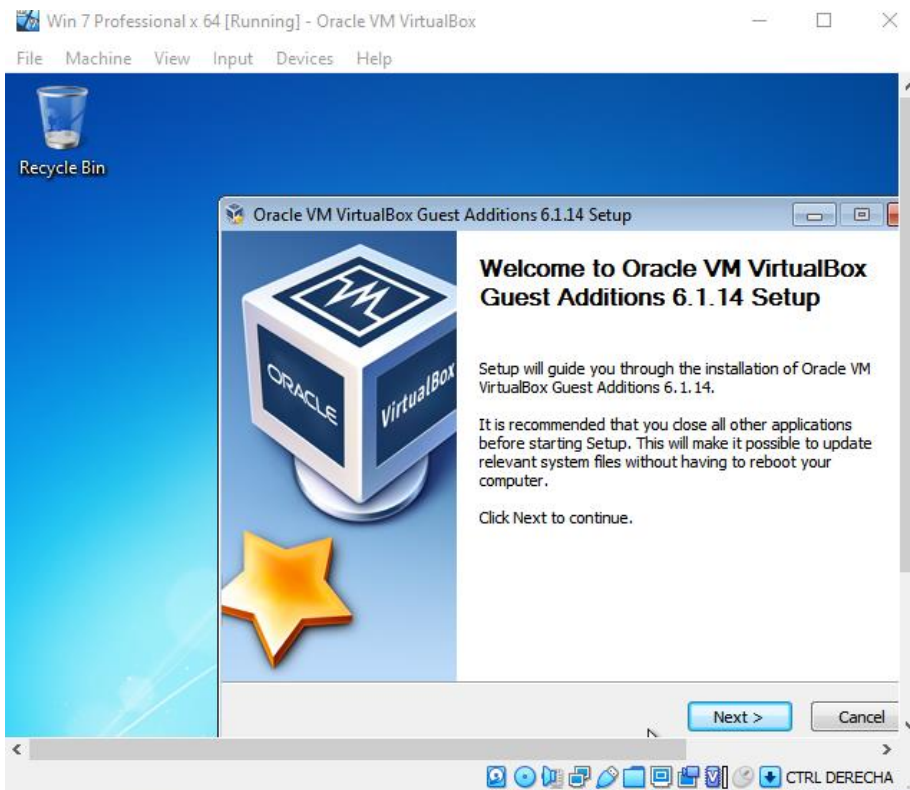 Win 7 Professional x 64 [Running] - Oracle VM VirtualBox
File Machine View Input Devices Help
Recycle Bin
Oracle VM VirtualBox Guest Additions 6.1.14 Setup
Welcome to Oracle VM VirtualBox
Guest Additions 6.1.14 Setup
ORACLE
VirtualBox
Setup will guide you through the installation of Oracle VM
VirtualBox Guest Additions 6.1.14.
It is recommended that you close all other applications
before starting Setup. This will make it possible to update
relevant system files without having to reboot your
computer.
Click Next to continue.
Next >
Cancel
CTRL DERECHA